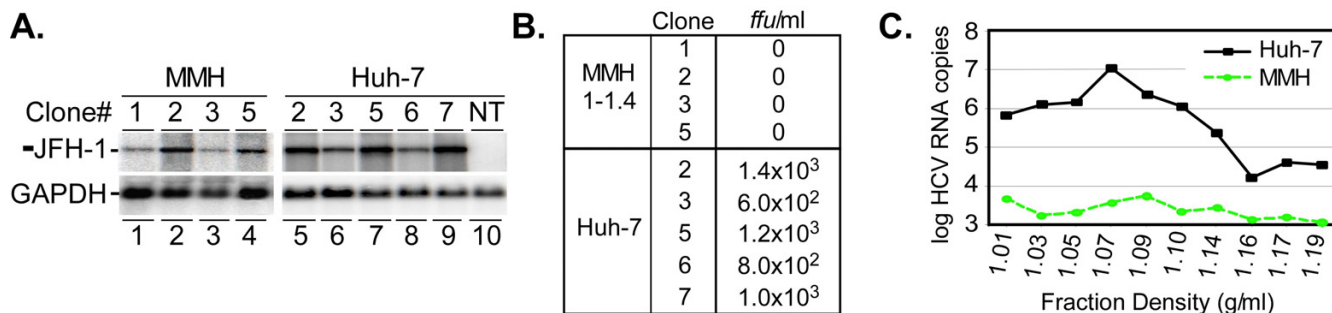 A.
MMH Huh-7
Clone# 1 2 3 5 2 3 5 6 7 NT
-JFH-1
GAPDH-
1 2 3 4 5 6 7 8 9 10
B.
Clone ffu/ml
MMH 1-1.4
1 0
2 0
3 0
5 0
Huh-7
2 1.4x10³
3 6.0x10²
5 1.2x10³
6 8.0x10²
7 1.0x10³
C.
log HCV RNA copies
8
7
6
5
4
3
Huh-7
MMH
1.01 1.03 1.05 1.07 1.09 1.10 1.14 1.16 1.17 1.19
Fraction Density (g/ml)